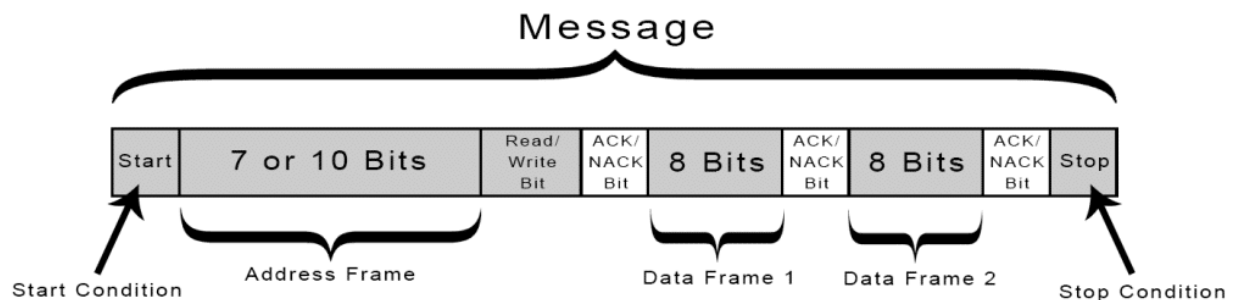 Message
Start
7 or 10 Bits
Read/
Write
Bit
ACK/
NACK
Bit
8 Bits
ACK/
NACK
Bit
8 Bits
ACK/
NACK
Bit
Stop
Start Condition
Address Frame
Data Frame 1
Data Frame 2
Stop Condition